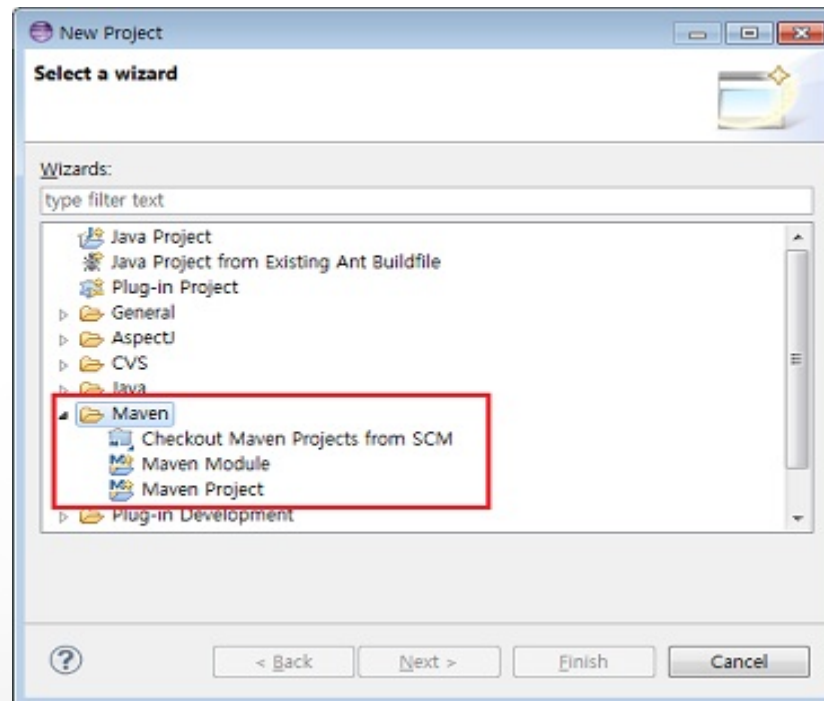 New Project
Select a wizard
Wizards:
type filter text
Java Project
Java Project from Existing Ant Buildfile
Plug-in Project
General
AspectJ
CVS
Java
Maven
Checkout Maven Projects from SCM
Maven Module
Maven Project
Plug-in Development
?
< Back Next > Finish Cancel